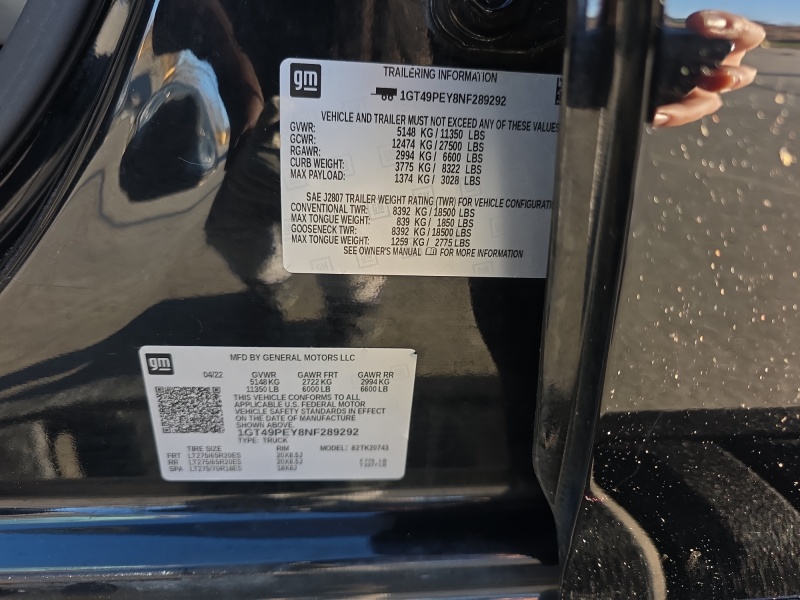 gm
TRAILERING INFORMATION
1GT49PEY8NF289292
VEHICLE AND TRAILER MUST NOT EXCEED ANY OF THESE VALUES
GVWR: 5148 KG / 11350 LBS
GCWR: 12474 KG / 27500 LBS
RGAWR: 2994 KG / 6600 LBS
CURB WEIGHT: 3775 KG / 8322 LBS
MAX PAYLOAD: 1374 KG / 3028 LBS
SAE J2807 TRAILER WEIGHT RATING (TWR) FOR VEHICLE CONFIGURATI
CONVENTIONAL TWR: 8392 KG / 18500 LBS
MAX TONGUE WEIGHT: 839 KG / 1850 LBS
GOOSENECK TWR: 8392 KG / 18500 LBS
MAX TONGUE WEIGHT: 1259 KG / 2775 LBS
SEE OWNER'S MANUAL FOR MORE INFORMATION
gm
MFD BY GENERAL MOTORS LLC
04/22 GVWR GAWR FRT GAWR RR
5148 KG 2722 KG 2994 KG
11350 LB 6000 LB 6600 LB
THIS VEHICLE CONFORMS TO ALL
APPLICABLE U.S. FEDERAL MOTOR
VEHICLE SAFETY STANDARDS IN EFFECT
ON THE DATE OF MANUFACTURE
SHOWN ABOVE.
1GT49PEY8NF289292
TYPE: TRUCK
TIRE SIZE RIM MODEL: 82TK20743
FRT LT275/65R20ES 20X8.5J
RR LT275/65R20ES 20X8.5J
SPA LT275/70R18ES 18X8J